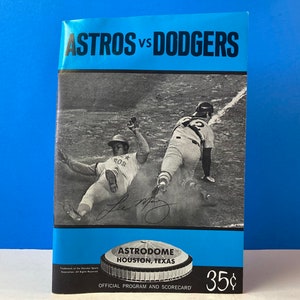 ASTROS VS DODGERS
ASTRODOME
HOUSTON, TEXAS
OFFICIAL PROGRAM AND SCORECARD
35¢